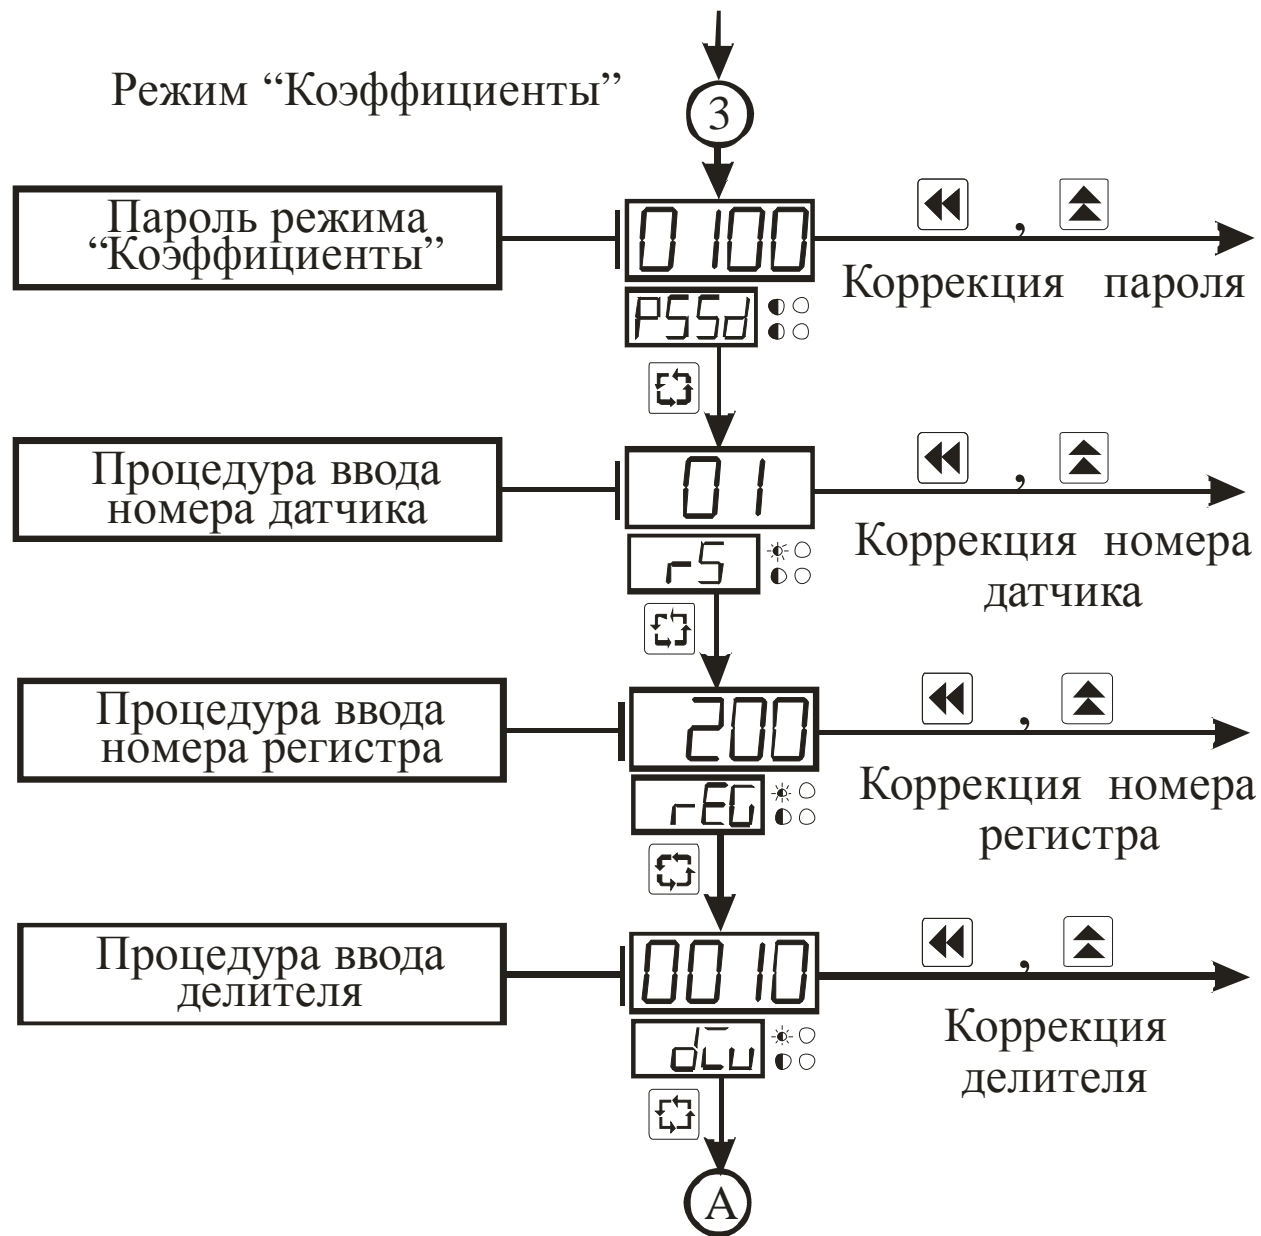 Режим “Коэффициенты”
3
Пароль режима
“Коэффициенты”
0100
PSSd
,
Коррекция пароля
Процедура ввода
номера датчика
01
rS
,
Коррекция номера
датчика
Процедура ввода
номера регистра
200
rEG
,
Коррекция номера
регистра
Процедура ввода
делителя
0010
,
Коррекция
делителя
А